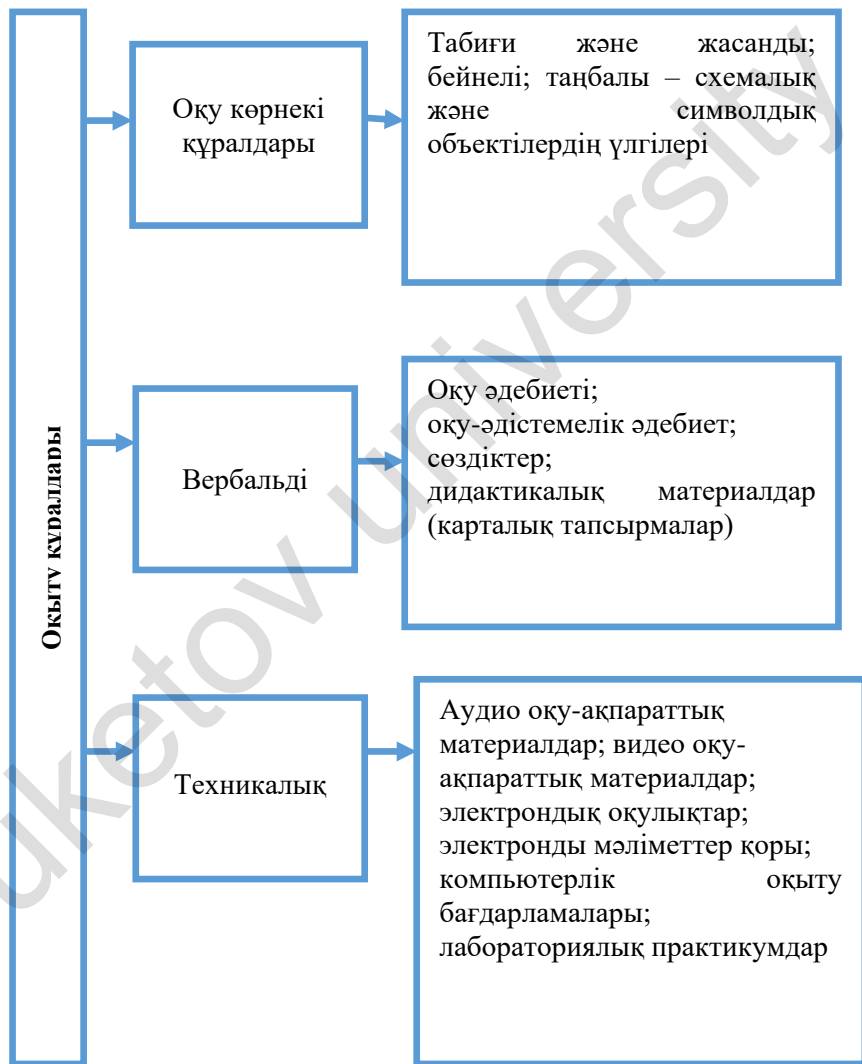 Оқыту құралдары
Оқу көрнекі
құралдары
Табиғи және жасанды;
бейнелі; таңбалы – схемалық
және символдық
объектілердің үлгілері
Вербальді
Оқу әдебиеті;
оқу-әдістемелік әдебиет;
сөздіктер;
дидактикалық материалдар
(карталық тапсырмалар)
Техникалық
Аудио оқу-ақпараттық
материалдар; видео оқу-
ақпараттық материалдар;
электрондық оқулықтар;
электронды мәліметтер қоры;
компьютерлік оқыту
бағдарламалары;
лабораториялық практикумдар
uketov university